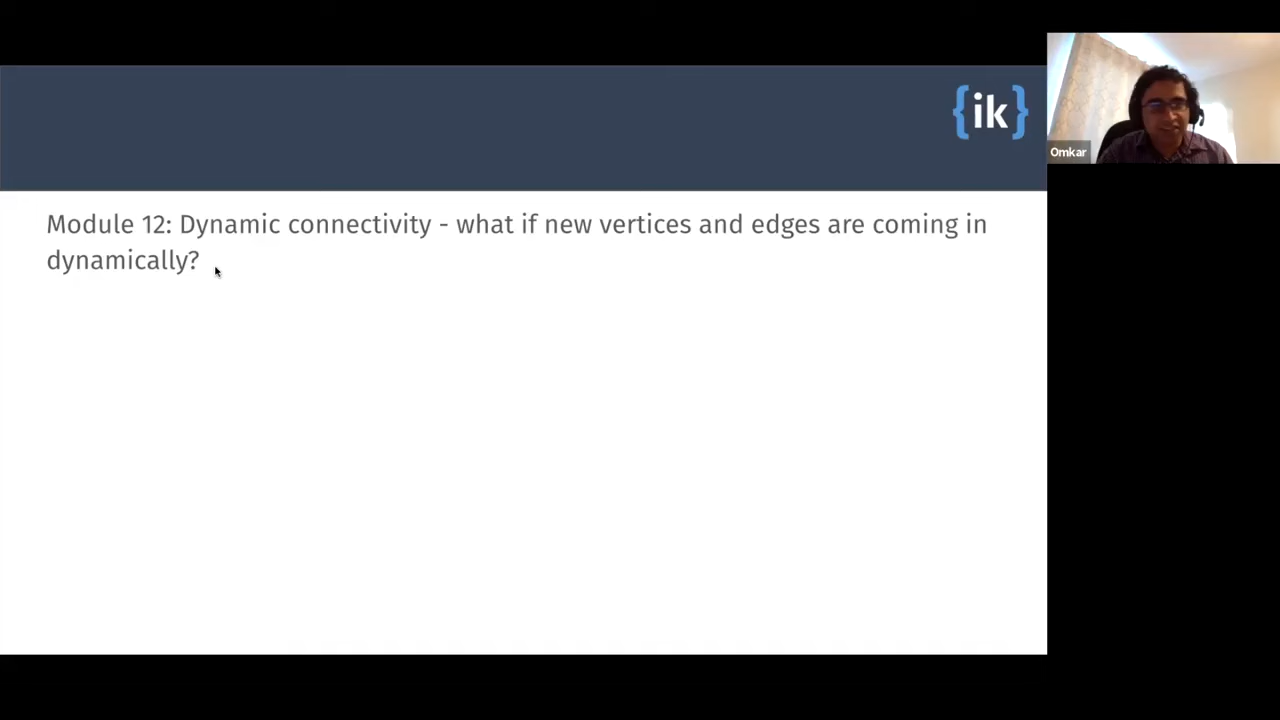 {ik}
Omkar
Module 12: Dynamic connectivity - what if new vertices and edges are coming in
dynamically?